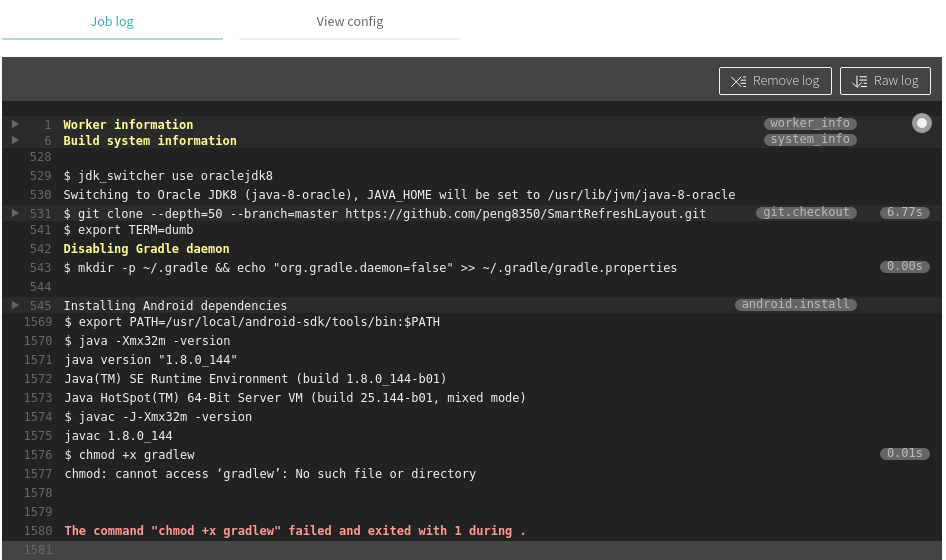 Job log
View config
Remove log
Raw log
1 Worker information worker_info
6 Build system information system_info
528
529 $ jdk_switcher use oraclejdk8
530 Switching to Oracle JDK8 (java-8-oracle), JAVA_HOME will be set to /usr/lib/jvm/java-8-oracle
531 $ git clone --depth=50 --branch=master https://github.com/peng8350/SmartRefreshLayout.git git.checkout 6.77s
541 $ export TERM=dumb
542 Disabling Gradle daemon
543 $ mkdir -p ~/.gradle && echo "org.gradle.daemon=false" >> ~/.gradle/gradle.properties 0.00s
544
545 Installing Android dependencies android.install
1569 $ export PATH=/usr/local/android-sdk/tools/bin:$PATH
1570 $ java -Xmx32m -version
1571 java version "1.8.0_144"
1572 Java(TM) SE Runtime Environment (build 1.8.0_144-b01)
1573 Java HotSpot(TM) 64-Bit Server VM (build 25.144-b01, mixed mode)
1574 $ javac -J-Xmx32m -version
1575 javac 1.8.0_144
1576 $ chmod +x gradlew 0.01s
1577 chmod: cannot access ‘gradlew’: No such file or directory
1578
1579
1580 The command "chmod +x gradlew" failed and exited with 1 during .
1581